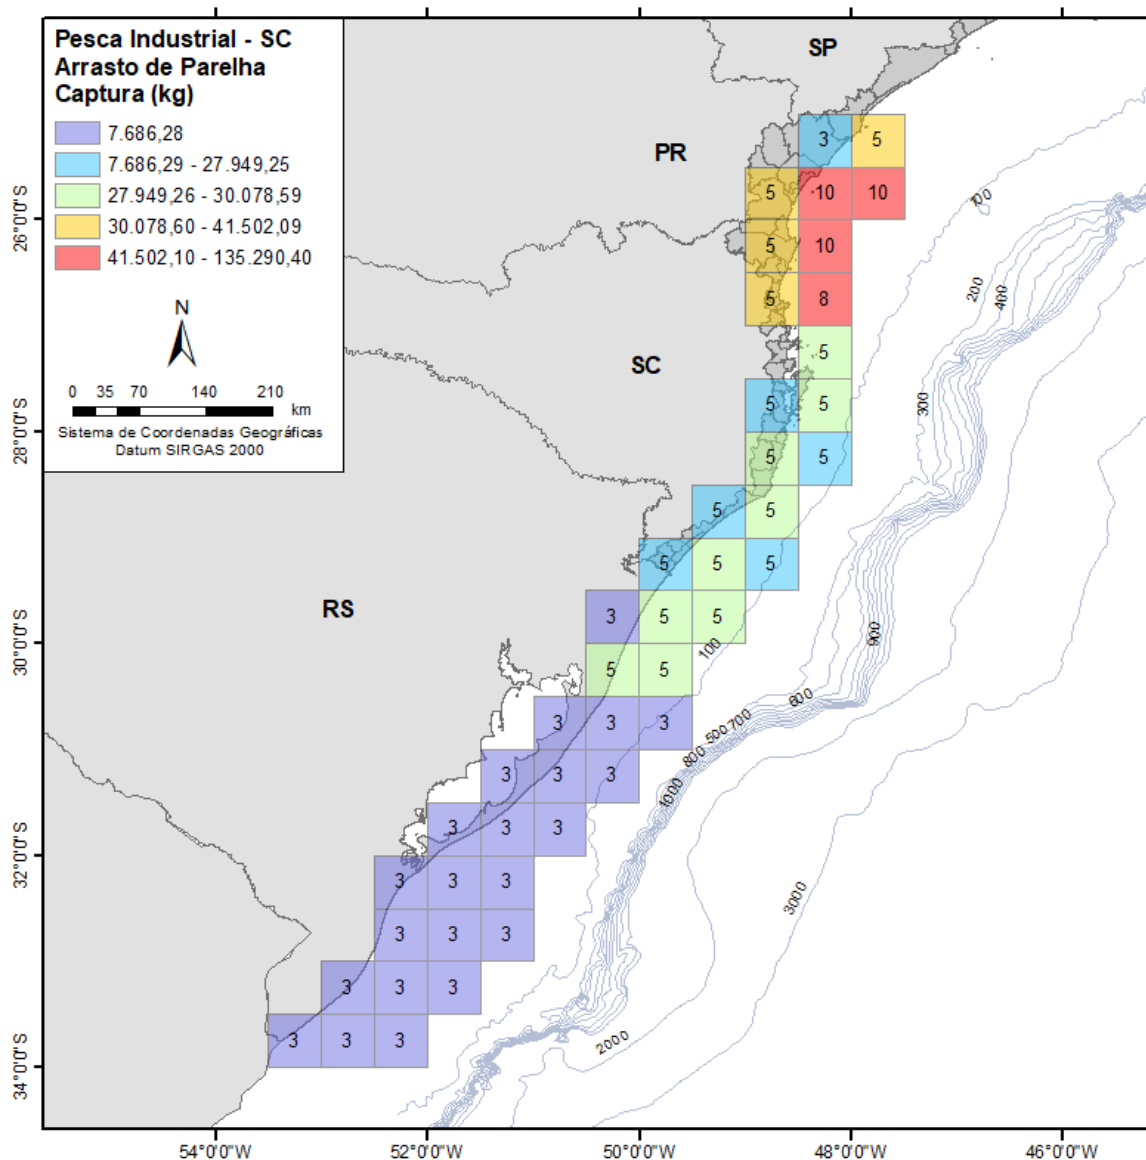 Pesca Industrial - SC
Arrasto de Parelha
Captura (kg)
7.686,28
7.686,29 - 27.949,25
27.949,26 - 30.078,59
30.078,60 - 41.502,09
41.502,10 - 135.290,40
N
0 35 70 140 210 km
Sistema de Coordenadas Geográficas
Datum SIRGAS 2000
SP
PR
SC
RS
3 5
5 10 10
5 10
5 8
5
5 5
5 5
5 5
5 5 5
3 5 5
5 5
3 3 3
3 3 3
3 3 3
3 3 3
3 3 3
3 3 3
3 3 3
200
400
300
900
100
600
700
500
800
1000
2000
3000
26°0'0"S
28°0'0"S
30°0'0"S
32°0'0"S
34°0'0"S
54°0'0"W 52°0'0"W 50°0'0"W 48°0'0"W 46°0'0"W